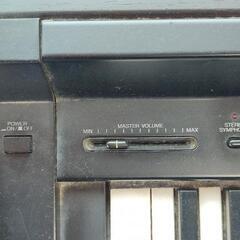 POWER
ON/ OFF
MASTER VOLUME
MIN
MAX
STER
SYMPHO